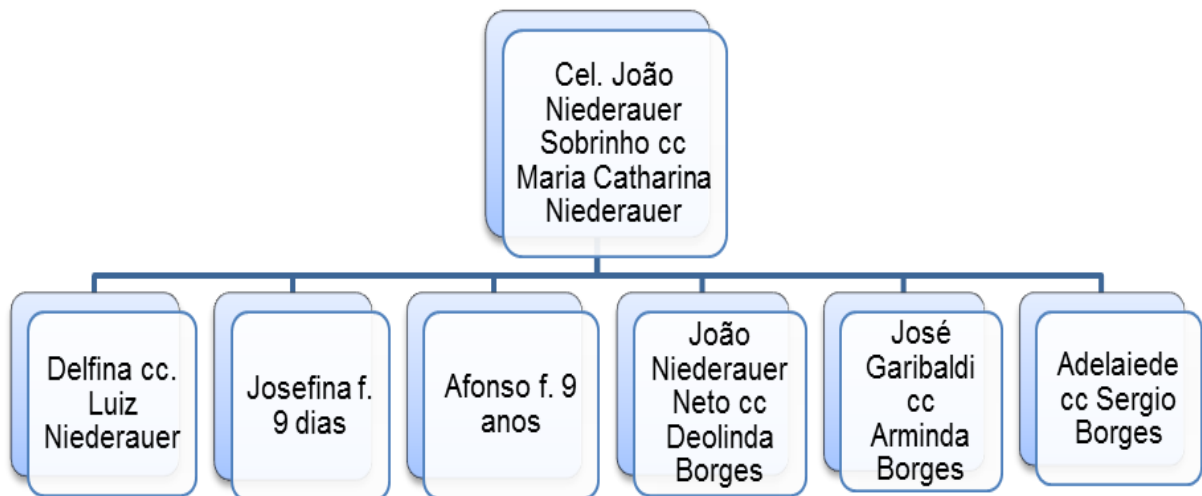 Cel. João
Niederauer
Sobrinho cc
Maria Catharina
Niederauer
Delfina cc.
Luiz
Niederauer
Josefina f.
9 dias
Afonso f. 9
anos
João
Niederauer
Neto cc
Deolinda
Borges
José
Garibaldi
cc
Arminda
Borges
Adelaiede
cc Sergio
Borges